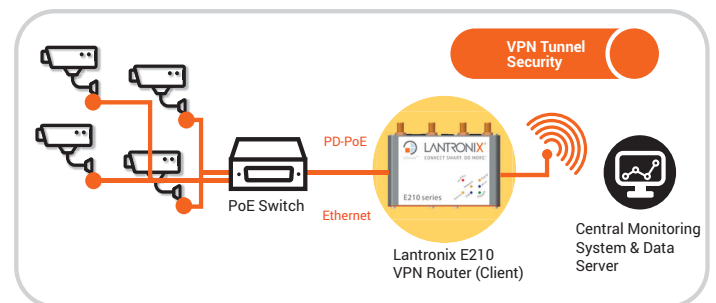 VPN Tunnel
Security
PD-PoE
LANTRONIX®
CONNECT SMART. DO MORE.
E210 series
PoE Switch
Ethernet
Lantronix E210
VPN Router (Client)
Central Monitoring
System & Data
Server